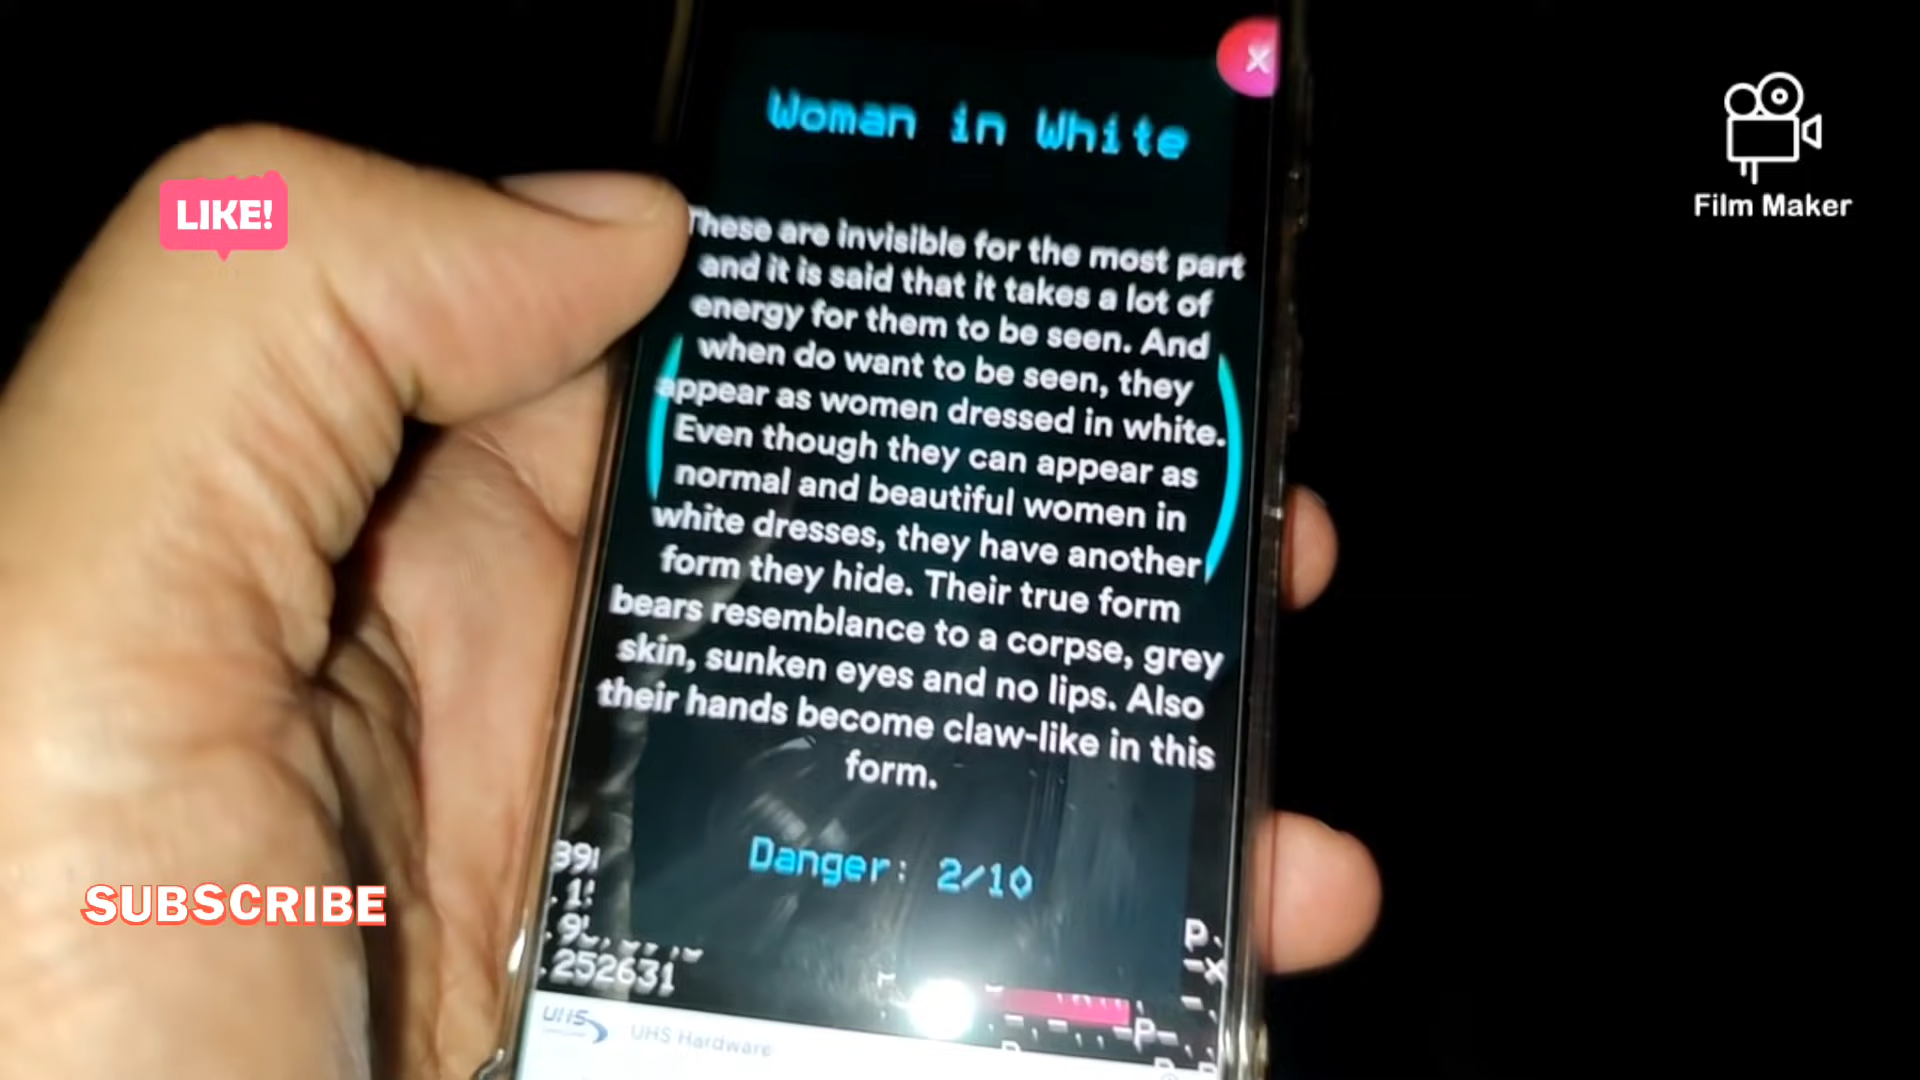 Woman in White
These are invisible for the most part
and it is said that it takes a lot of
energy for them to be seen. And
when do want to be seen, they
appear as women dressed in white.
Even though they can appear as
normal and beautiful women in
white dresses, they have another
form they hide. Their true form
bears resemblance to a corpse, grey
skin, sunken eyes and no lips. Also
their hands become claw-like in this
form.
Danger: 2/10
.252631
UHS
UHS Hardware
LIKE!
SUBSCRIBE
Film Maker